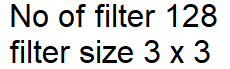 No of filter 128
filter size 3 x 3